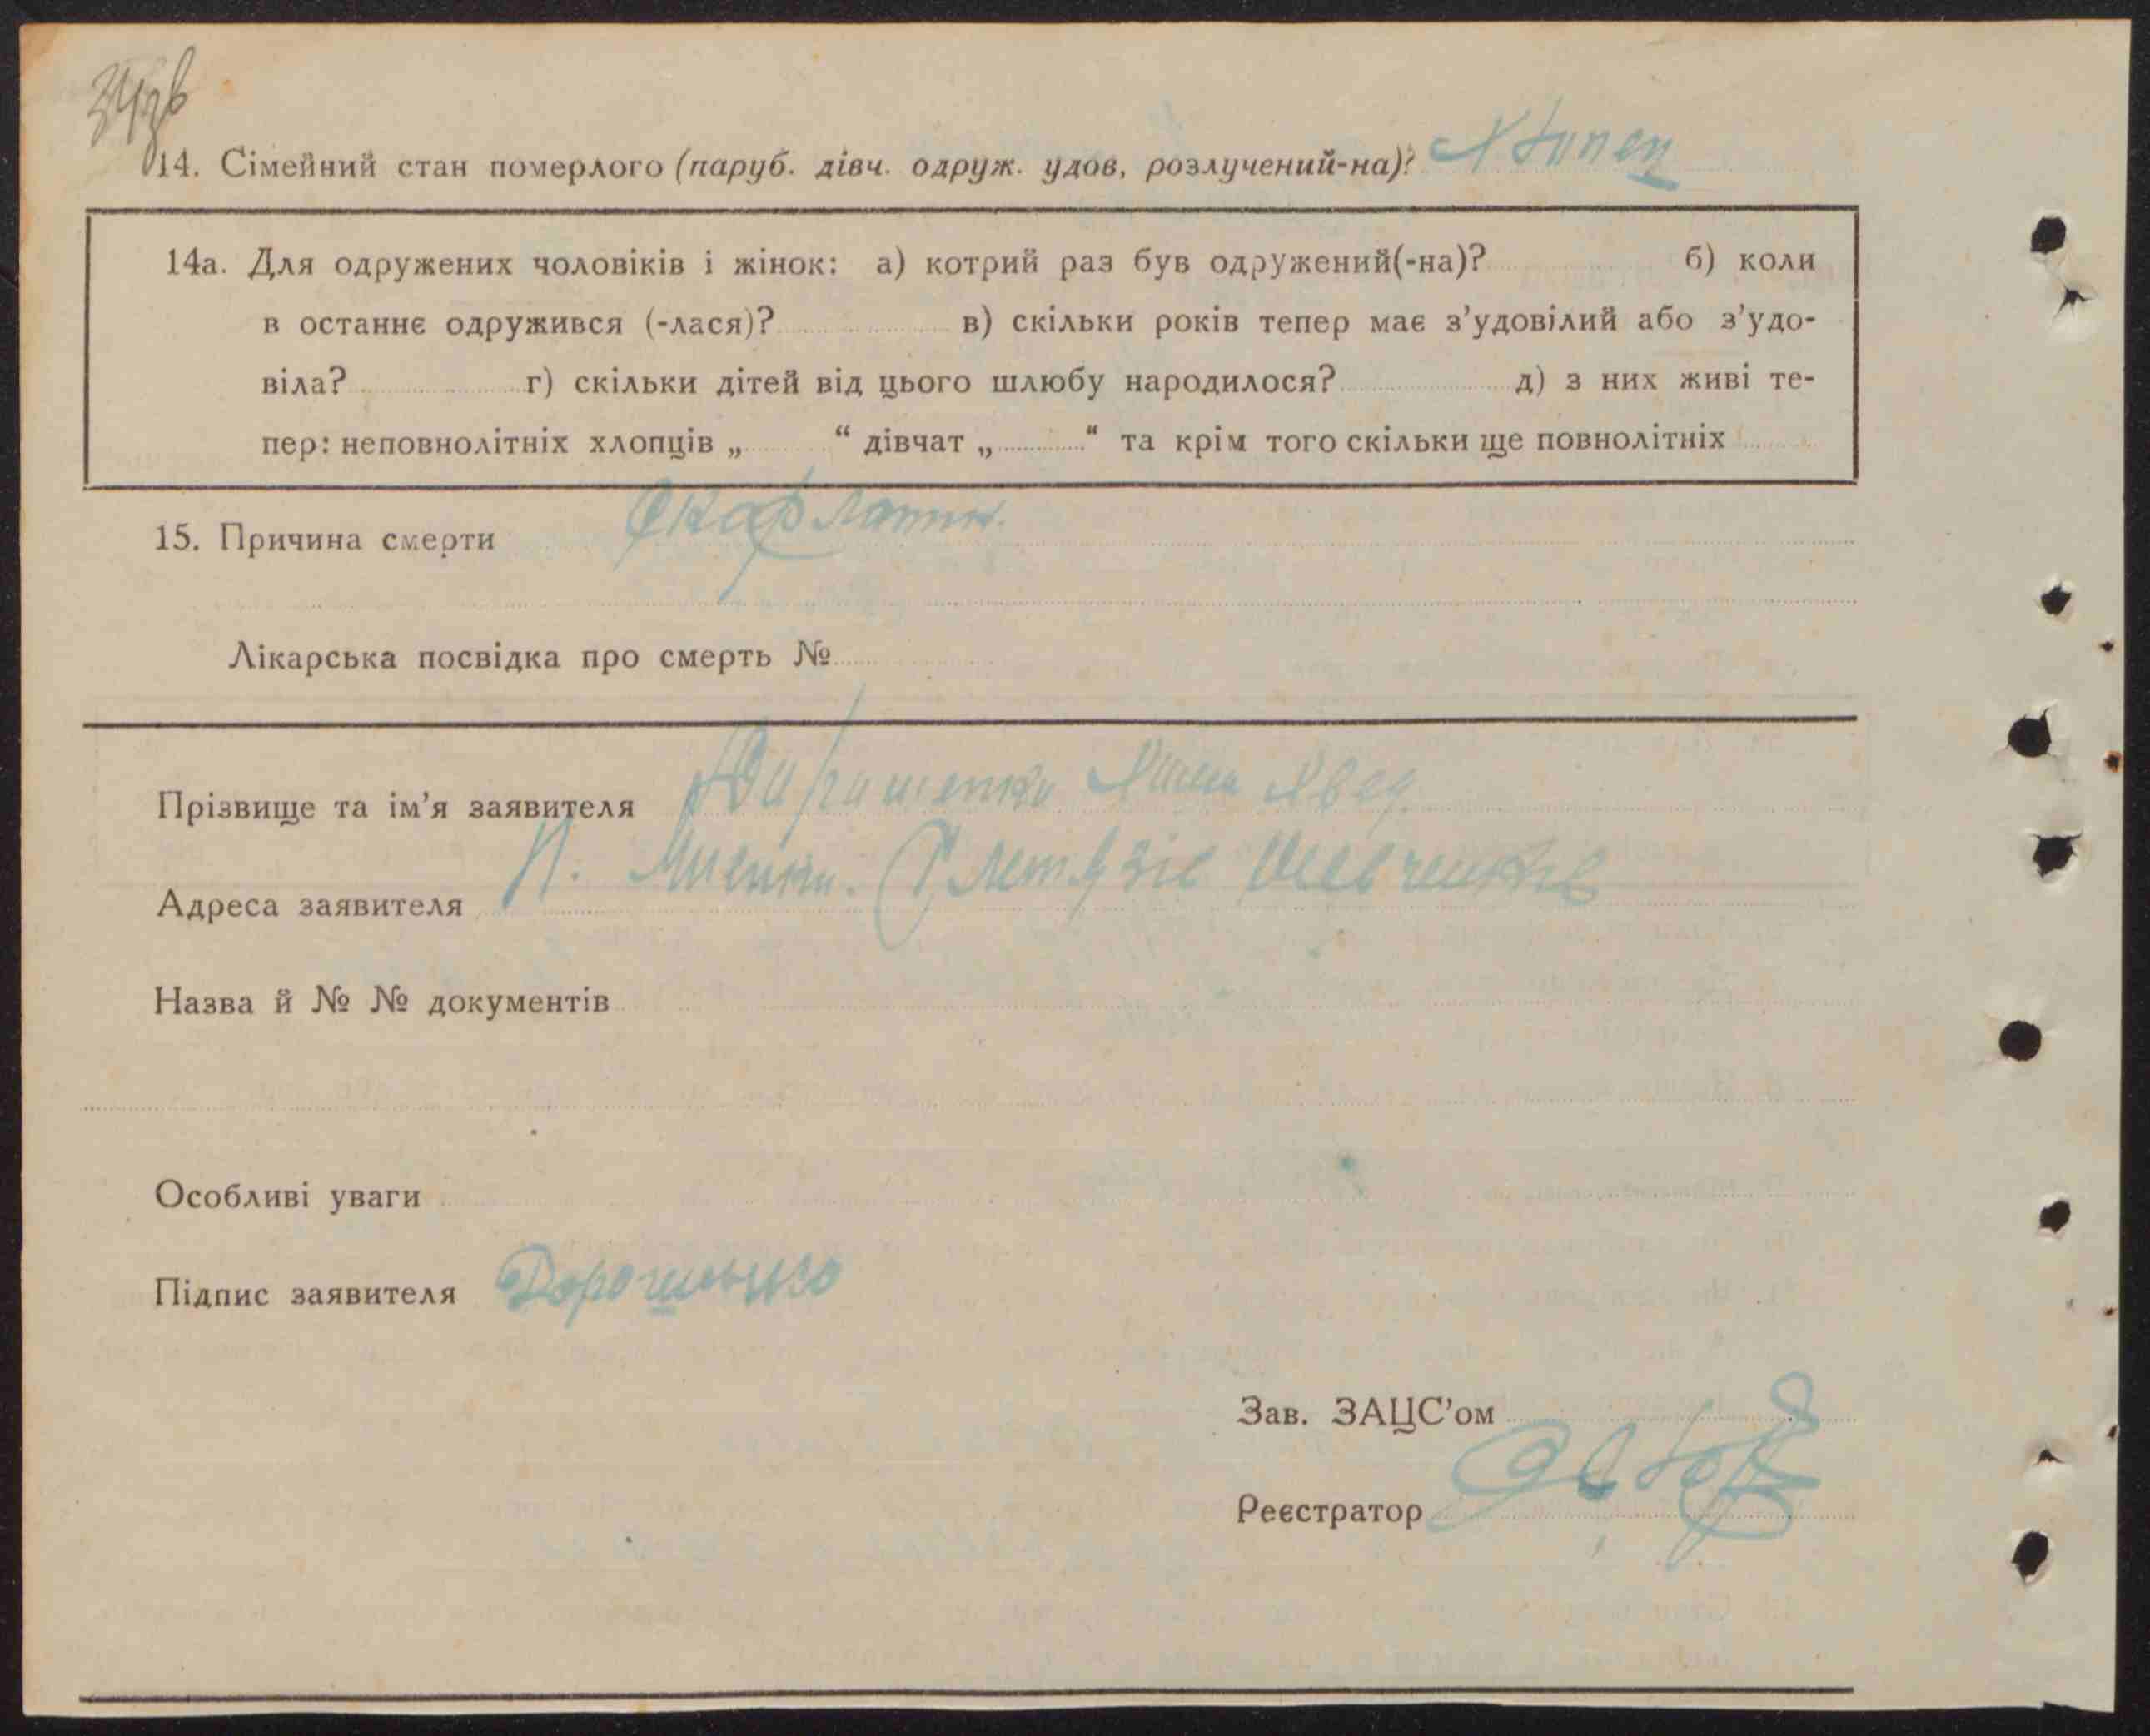 34зв
14. Сімейний стан померлого (паруб. дівч. одруж. удов, розлучений-на)?
14а. Для одружених чоловіків і жінок: а) котрий раз був одружений(-на)? б) коли
в останнє одружився (-лася)? в) скільки років тепер має з’удовілий або з’удо-
віла? г) скільки дітей від цього шлюбу народилося? д) з них живі те-
пер: неповнолітніх хлопців „ “ дівчат „ “ та крім того скільки ще повнолітніх
15. Причина смерти Скарлатин.
Лікарська посвідка про смерть №
Прізвище та ім’я заявителя
Адреса заявителя
Назва й № № документів
Особливі уваги
Підпис заявителя Дорошенко
Зав. ЗАЦС’ом
Реєстратор